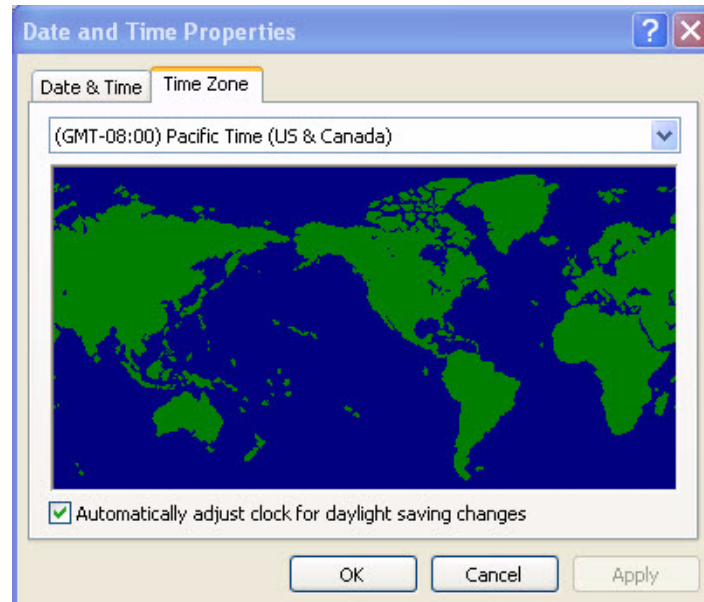 Date and Time Properties
Date & Time
Time Zone
(GMT-08:00) Pacific Time (US & Canada)
Automatically adjust clock for daylight saving changes
OK
Cancel
Apply